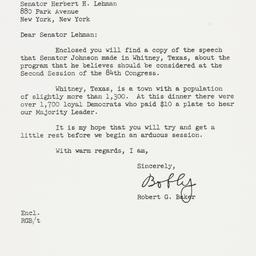 Senator Herbert H. Lehman
880 Park Avenue
New York, New York
Dear Senator Lehman:
Enclosed you will find a copy of the speech
that Senator Johnson made in Whitney, Texas, about the
program that he believes should be considered at the
Second Session of the 84th Congress.
Whitney, Texas, is a town with a population
of slightly more than 1,300. At this dinner there were
over 1,700 loyal Democrats who paid $10 a plate to hear
our Majority Leader.
It is my hope that you will try and get a
little rest before we begin an arduous session.
With warm regards, I am,
Sincerely,
Bobby
Robert G. Baker
Encl.
RGB/t